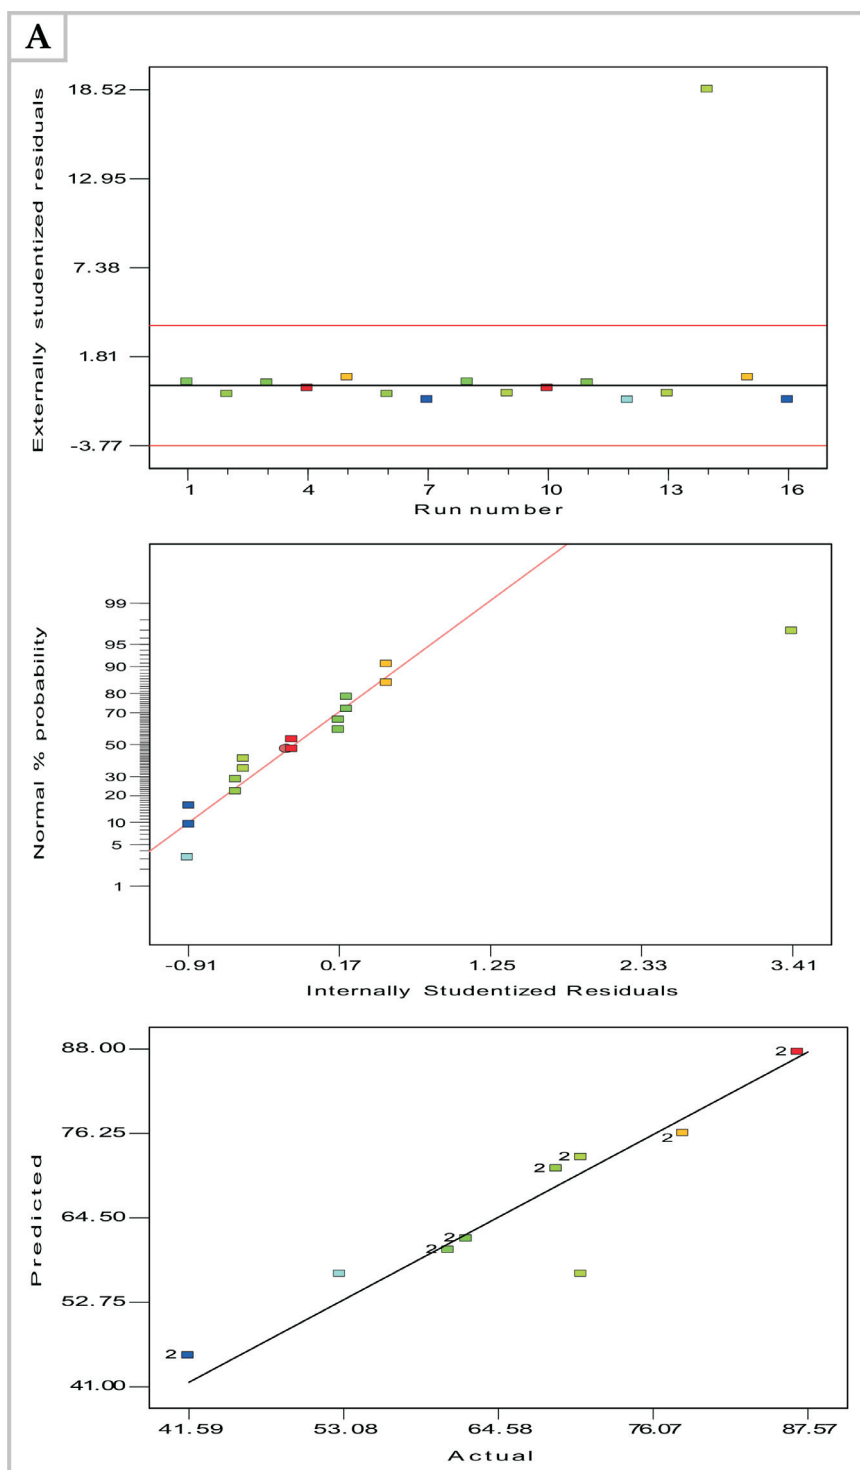 A
Externally studentized residuals
18.52
12.95
7.38
1.81
-3.77
1 4 7 10 13 16
Run number
Normal % probability
99
95
90
80
70
50
30
20
10
5
1
-0.91 0.17 1.25 2.33 3.41
Internally Studentized Residuals
Predicted
88.00
76.25
64.50
52.75
41.00
2
2
2
2
2
2
2
41.59 53.08 64.58 76.07 87.57
Actual